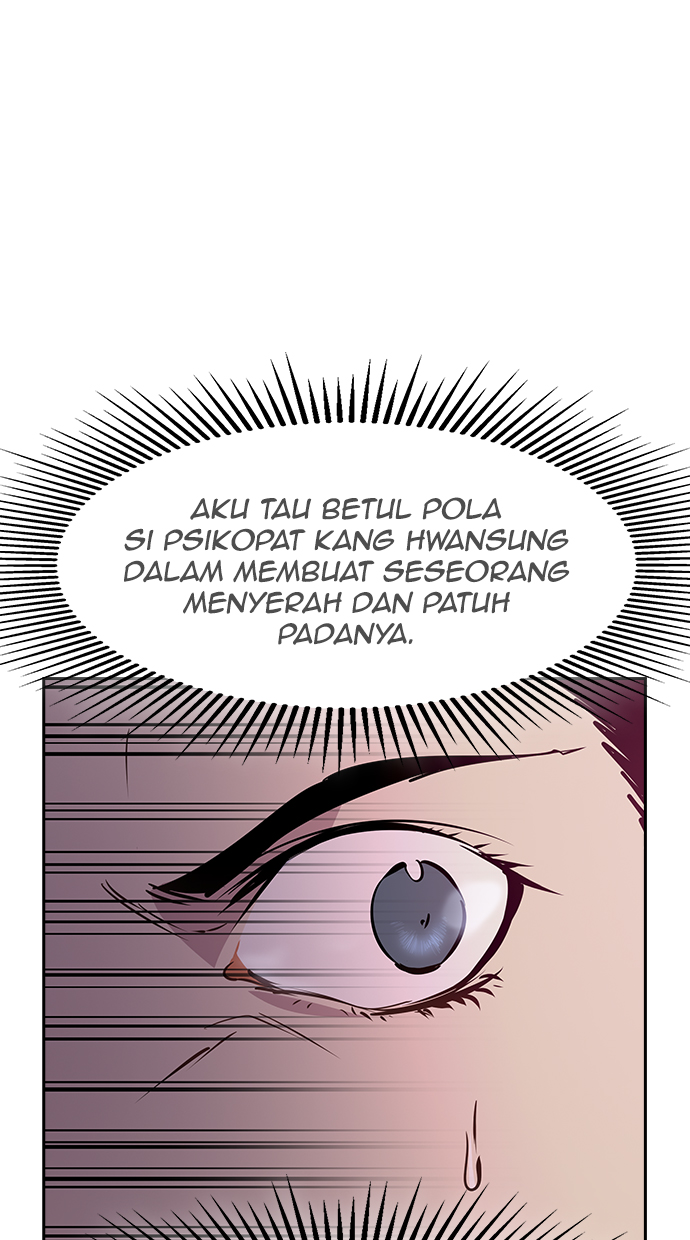 AKU TAU BETUL POLA
SI PSIKOPAT KANG HWANSUNG
DALAM MEMBUAT SESEORANG
MENYERAH DAN PATUH
PADANYA.